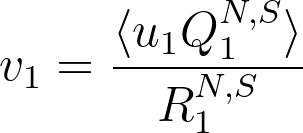 v_1 = \frac{\langle u_1 Q_1^{N,S} \rangle}{R_1^{N,S}}